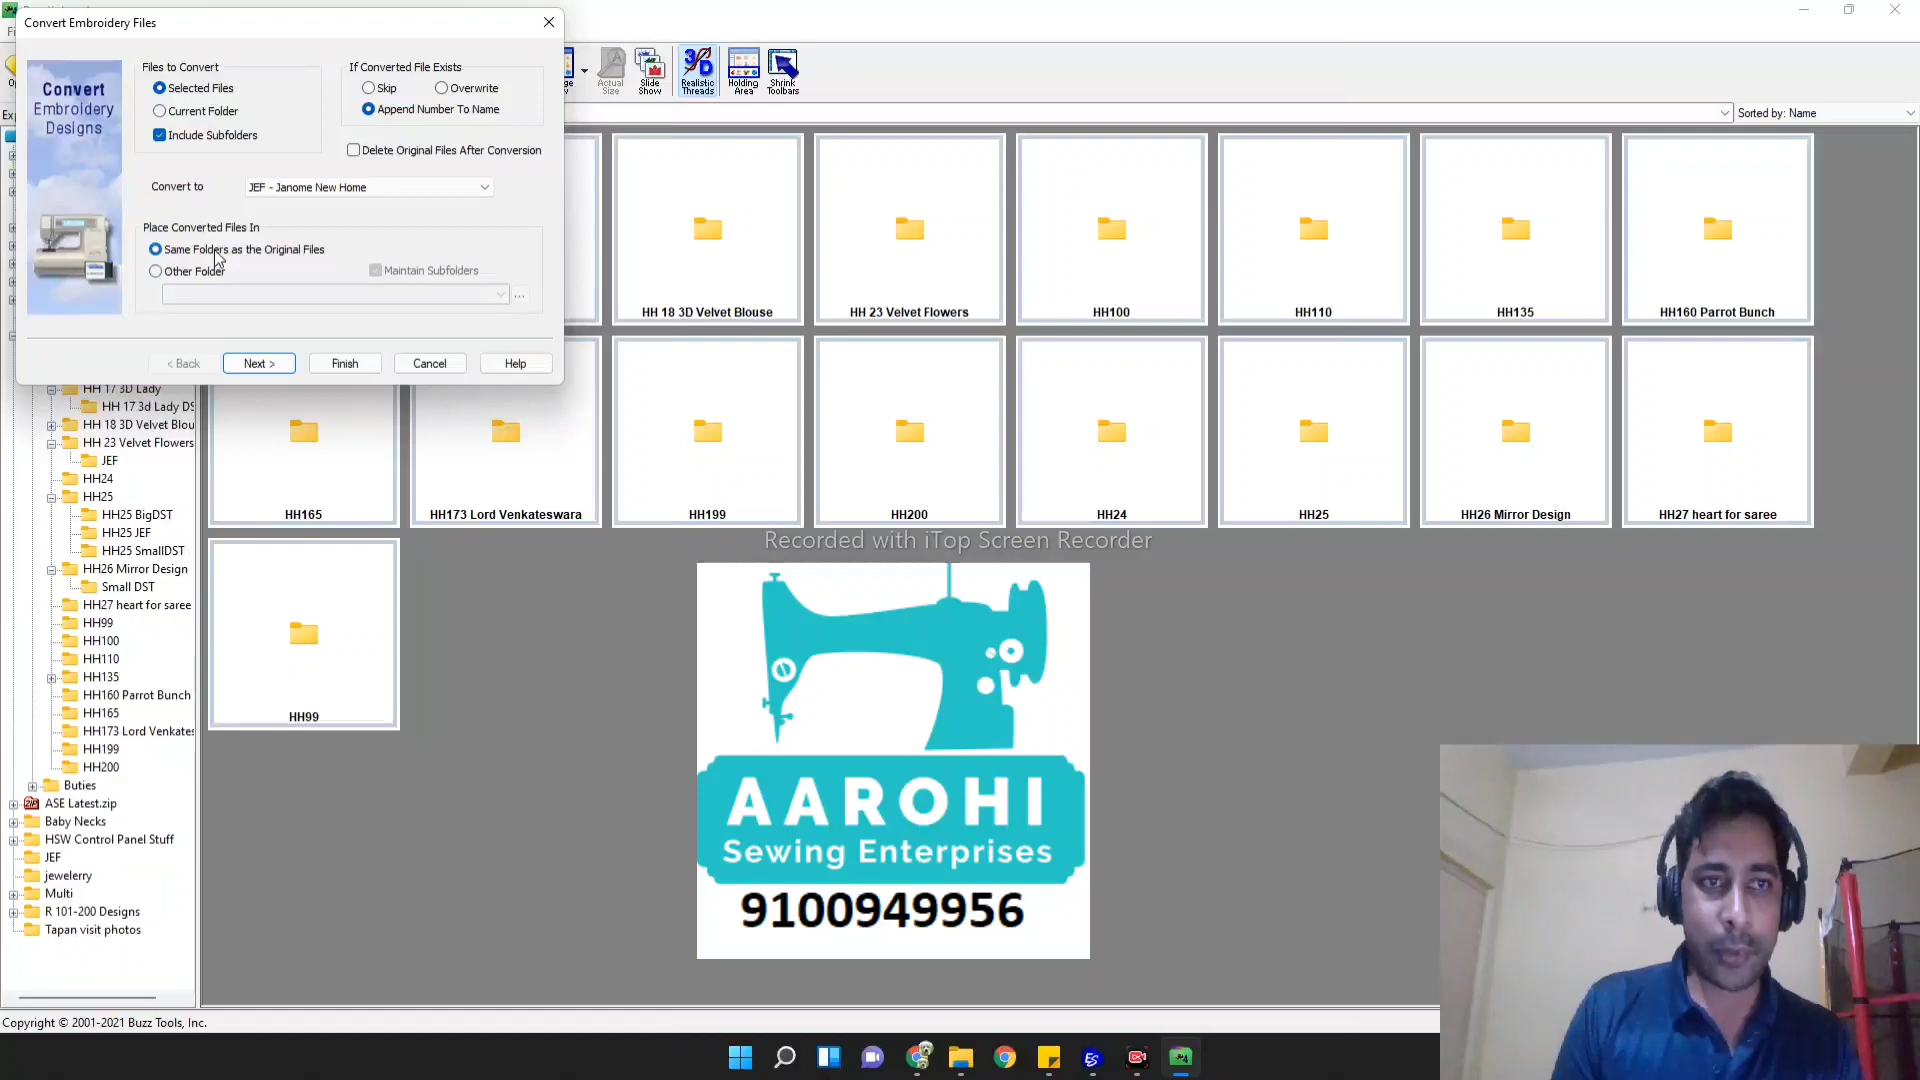 Convert Embroidery Files
Convert
Embroidery
Designs
Files to Convert
Selected Files
Current Folder
Include Subfolders
If Converted File Exists
Skip
Overwrite
Append Number To Name
Delete Original Files After Conversion
Convert to
JEF - Janome New Home
Place Converted Files In
Same Folders as the Original Files
Other Folder
Maintain Subfolders
...
< Back
Next >
Finish
Cancel
Help
Actual
Size
Slide
Show
3D
Realistic
Threads
Holding
Area
Shrink
Toolbars
Sorted by: Name
HH 18 3D Velvet Blouse
HH 23 Velvet Flowers
HH100
HH110
HH135
HH160 Parrot Bunch
HH165
HH173 Lord Venkateswara
HH199
HH200
HH24
HH25
HH26 Mirror Design
HH27 heart for saree
HH99
HH 17 3D Lady
HH 17 3d Lady DS
HH 18 3D Velvet Blou
HH 23 Velvet Flowers
JEF
HH24
HH25
HH25 BigDST
HH25 JEF
HH25 SmallDST
HH26 Mirror Design
Small DST
HH27 heart for saree
HH99
HH100
HH110
HH135
HH160 Parrot Bunch
HH165
HH173 Lord Venkates
HH199
HH200
Buties
ASE Latest.zip
Baby Necks
HSW Control Panel Stuff
JEF
jewelerry
Multi
R 101-200 Designs
Tapan visit photos
Recorded with iTop Screen Recorder
AAROHI
Sewing Enterprises
9100949956
Copyright © 2001-2021 Buzz Tools, Inc.